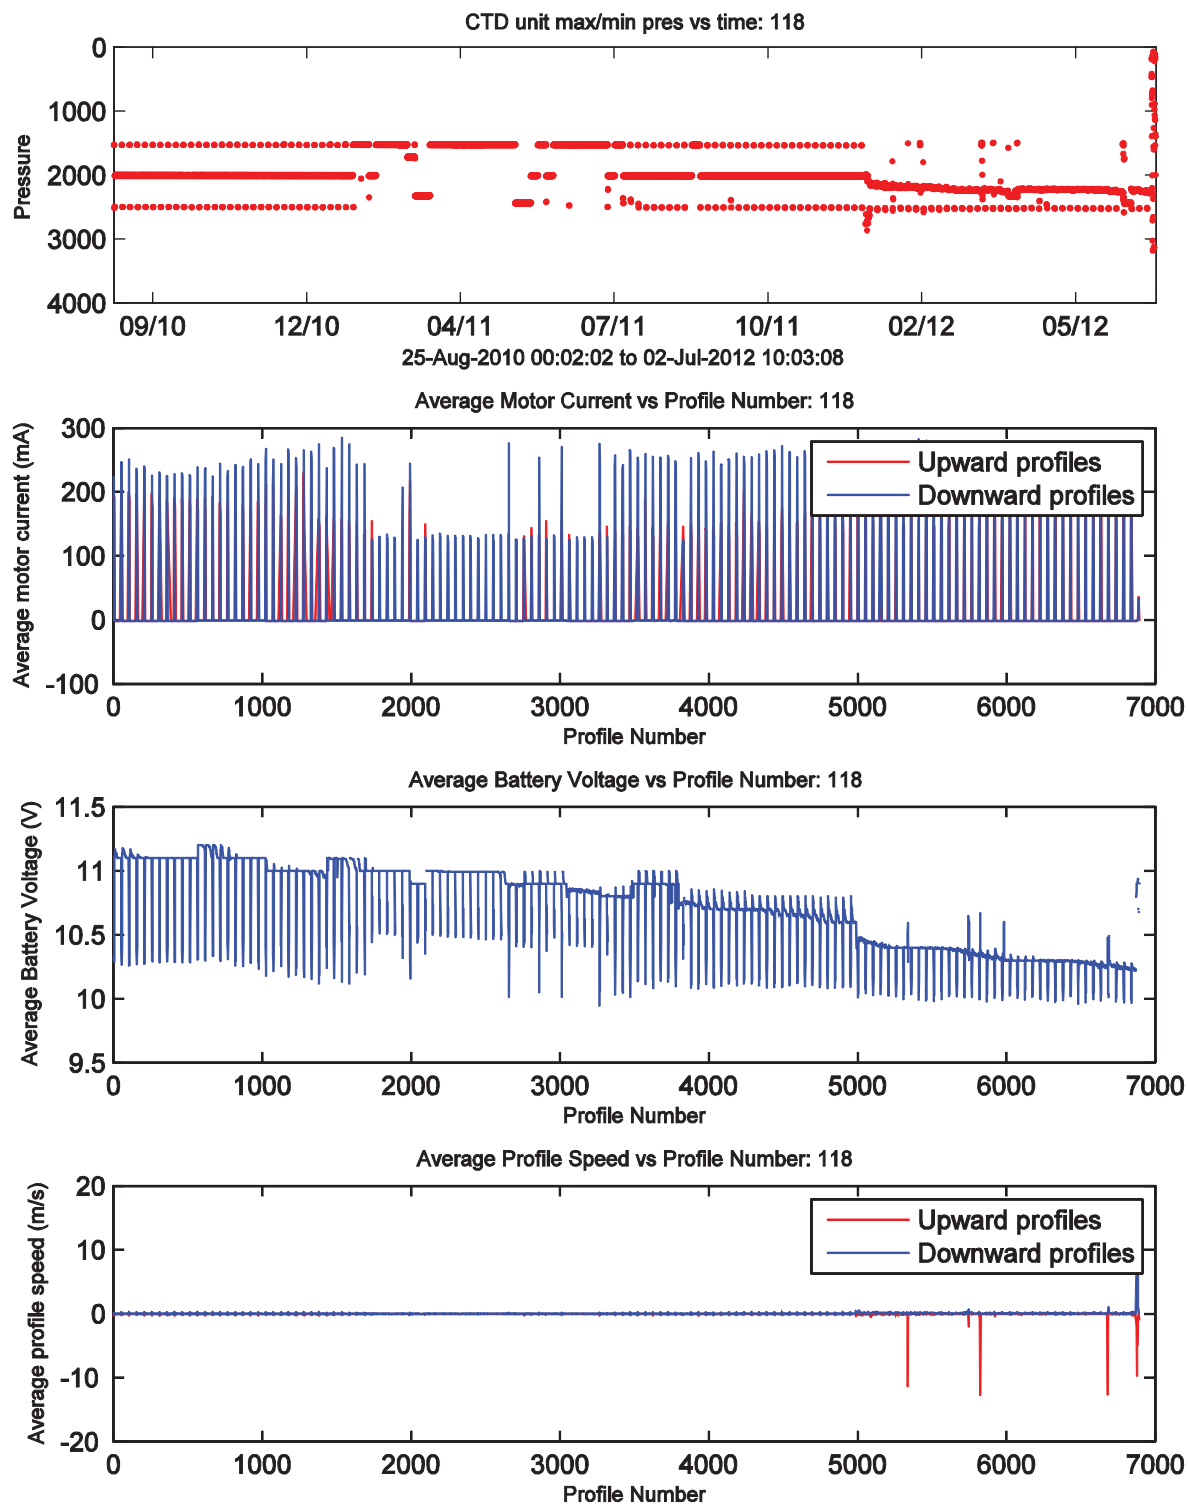 CTD unit max/min pres vs time: 118
0
1000
2000
3000
4000
Pressure
09/10 12/10 04/11 07/11 10/11 02/12 05/12
25-Aug-2010 00:02:02 to 02-Jul-2012 10:03:08
Average Motor Current vs Profile Number: 118
300
200
100
0
-100
Average motor current (mA)
Upward profiles
Downward profiles
0 1000 2000 3000 4000 5000 6000 7000
Profile Number
Average Battery Voltage vs Profile Number: 118
11.5
11
10.5
10
9.5
Average Battery Voltage (V)
0 1000 2000 3000 4000 5000 6000 7000
Profile Number
Average Profile Speed vs Profile Number: 118
20
10
0
-10
-20
Average profile speed (m/s)
Upward profiles
Downward profiles
0 1000 2000 3000 4000 5000 6000 7000
Profile Number